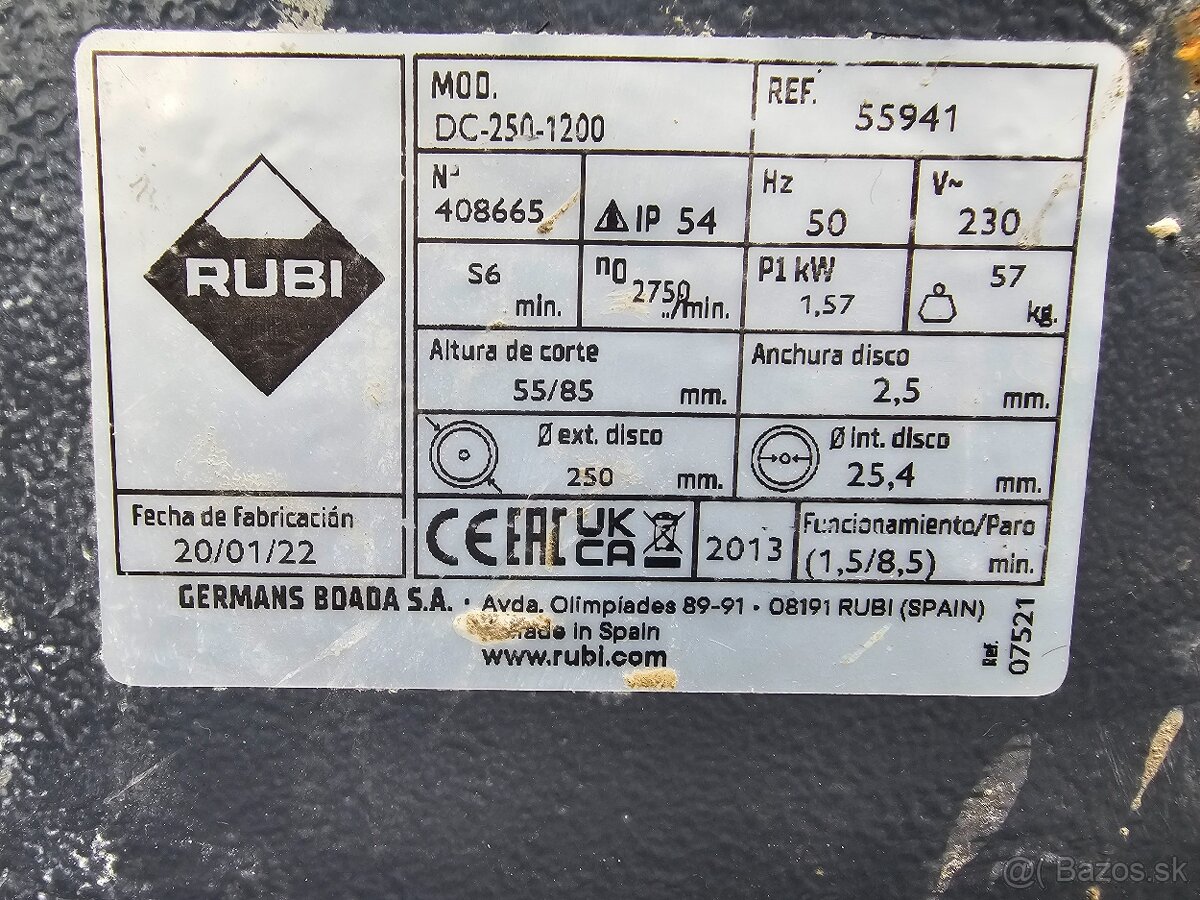 RUBI
MOD.
DC-250-1200
REF.
55941
Nº
408665
IP 54
Hz
50
V~
230
S6
min.
n0
2750
../min.
P1 kW
1,57
57
kg.
Altura de corte
55/85 mm.
Anchura disco
2,5 mm.
Ø ext. disco
250 mm.
Ø int. disco
25,4 mm.
Fecha de fabricación
20/01/22
CE EAC UK CA
2013
Funcionamiento/Paro
(1,5/8,5) min.
GERMANS BOADA S.A. · Avda. Olimpíades 89-91 · 08191 RUBI (SPAIN)
Made in Spain
www.rubi.com
Ref. 07521
@( Bazos.sk